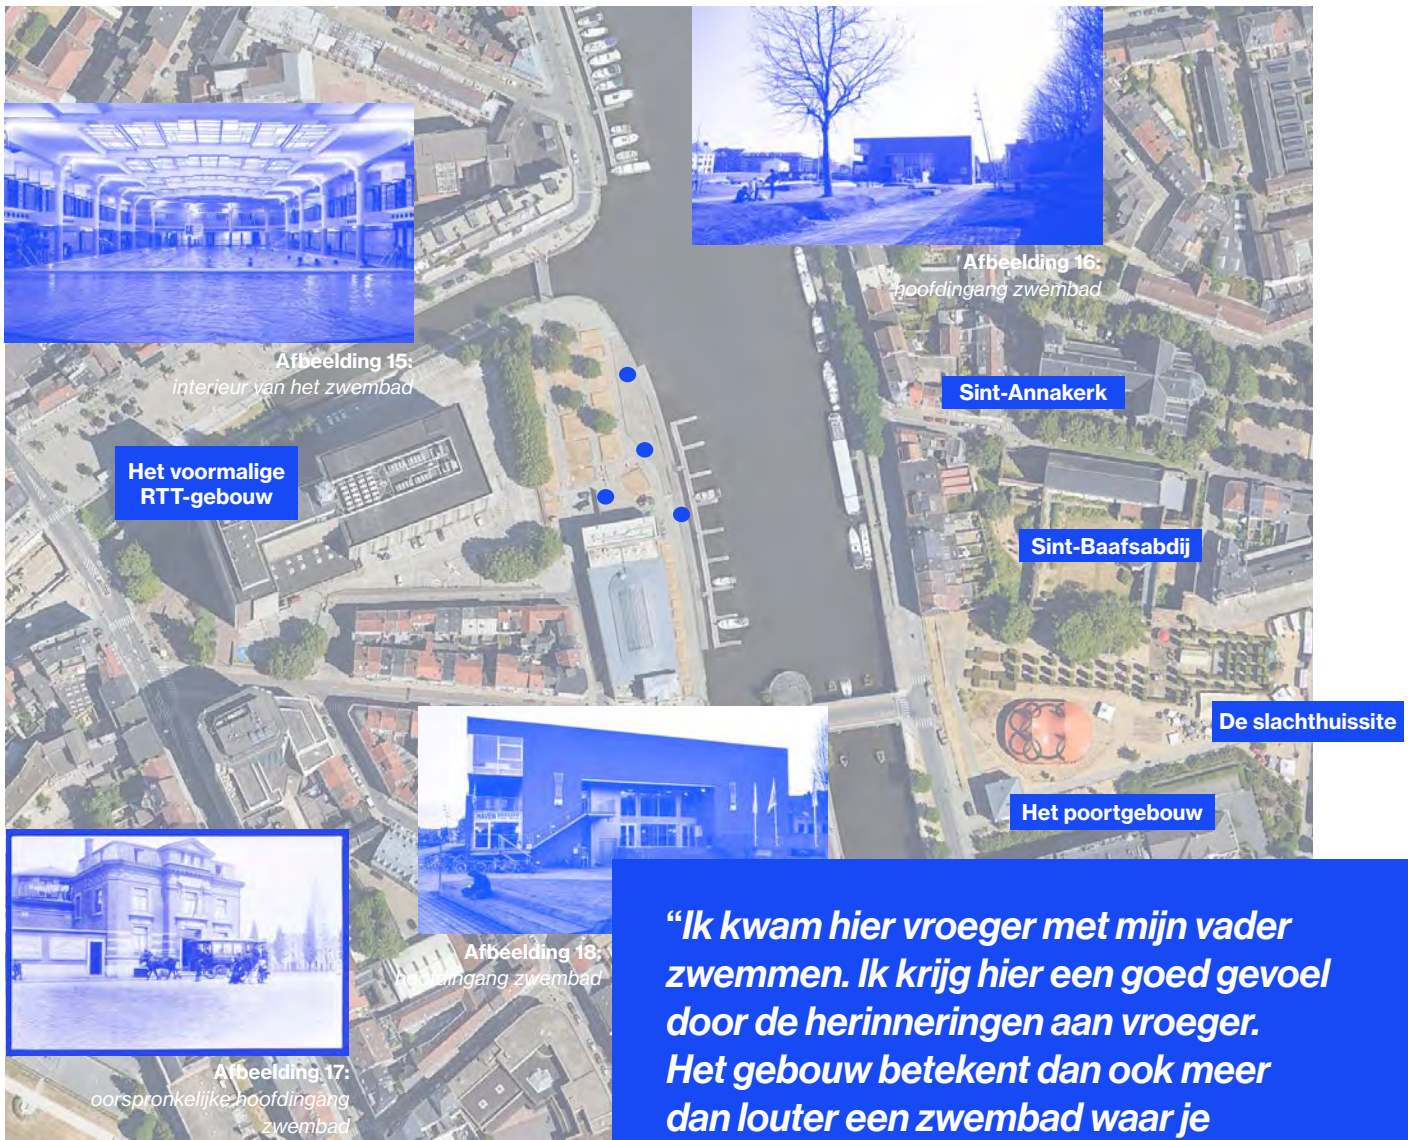 Afbeelding 16:
hoofdingang zwembad
Afbeelding 15:
interieur van het zwembad
Sint-Annakerk
Het voormalige
RTT-gebouw
Sint-Baafsabdij
De slachthuissite
Het poortgebouw
HAVEN
Afbeelding 18:
hoofdingang zwembad
Afbeelding 17:
oorspronkelijke hoofdingang
zwembad
“Ik kwam hier vroeger met mijn vader
zwemmen. Ik krijg hier een goed gevoel
door de herinneringen aan vroeger.
Het gebouw betekent dan ook meer
dan louter een zwembad waar je